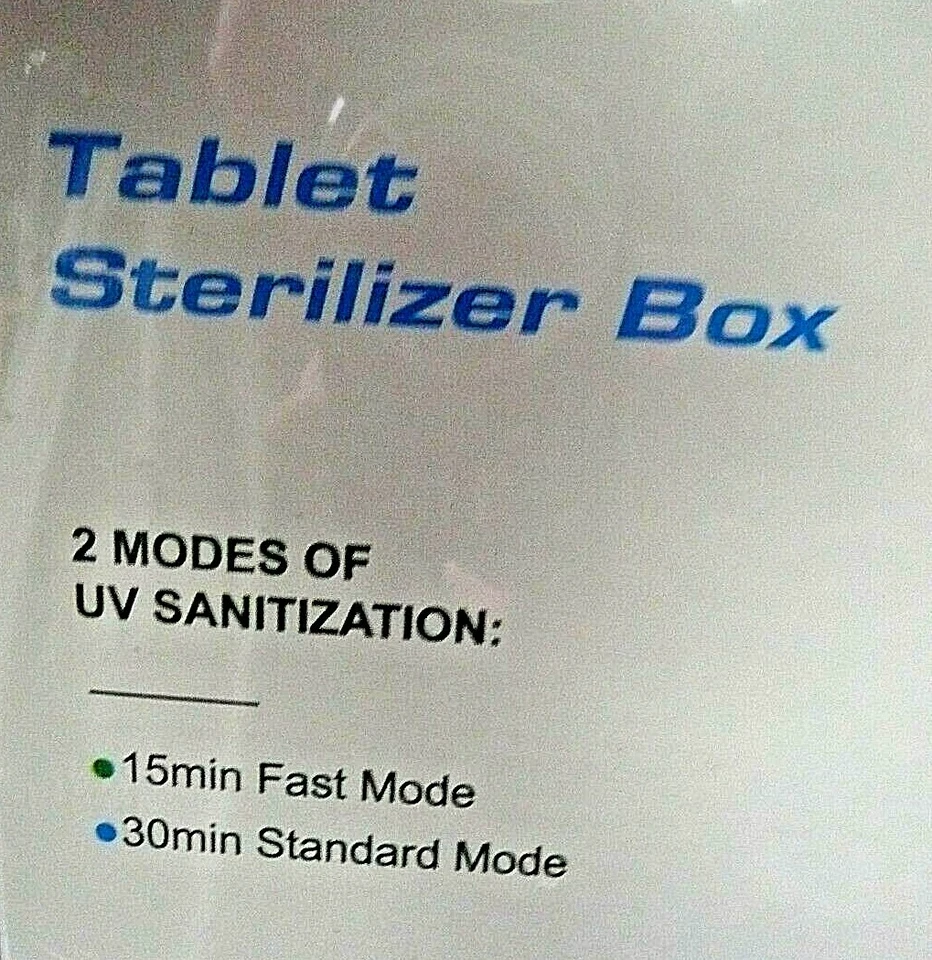 Tablet
Sterilizer Box
2 MODES OF
UV SANITIZATION:
•15min Fast Mode
•30min Standard Mode